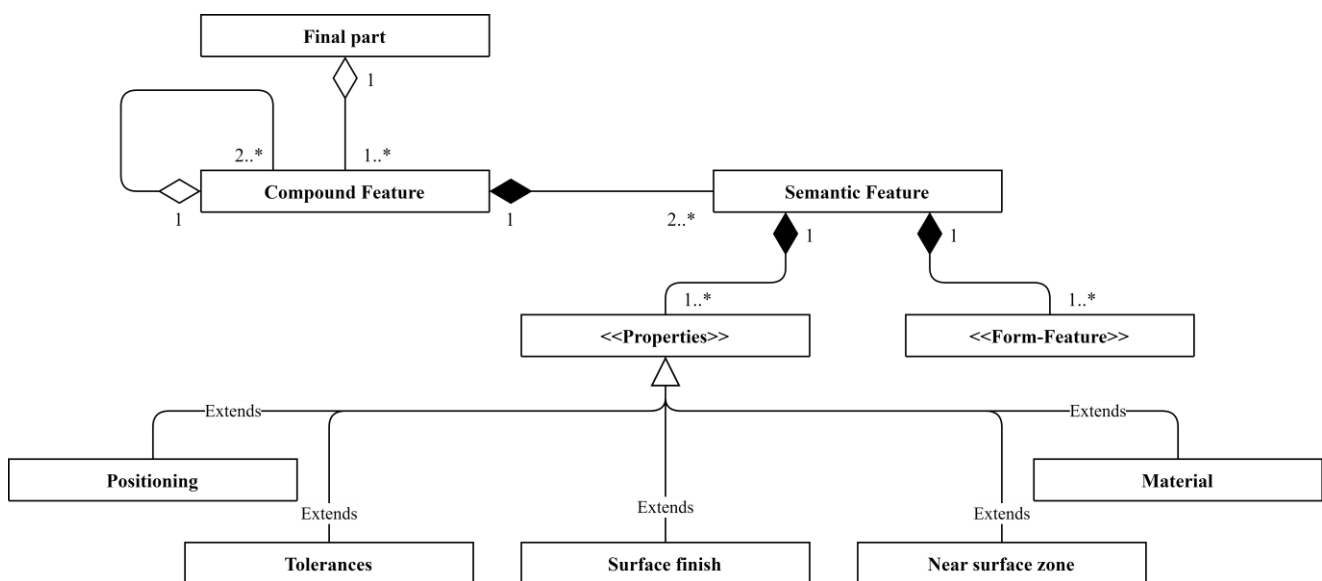 Final part
1
2..*
1..*
Compound Feature
Semantic Feature
1
1
2..*
1
1
1..*
1..*
<<Properties>>
<<Form-Feature>>
Extends
Extends
Positioning
Material
Extends
Extends
Extends
Tolerances
Surface finish
Near surface zone